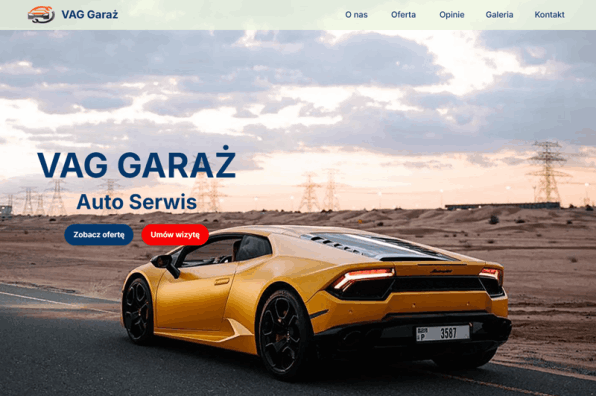 VAG Garaż
O nas
Oferta
Opinie
Galeria
Kontakt
VAG GARAŻ
Auto Serwis
Zobacz ofertę
Umów wizytę
3587